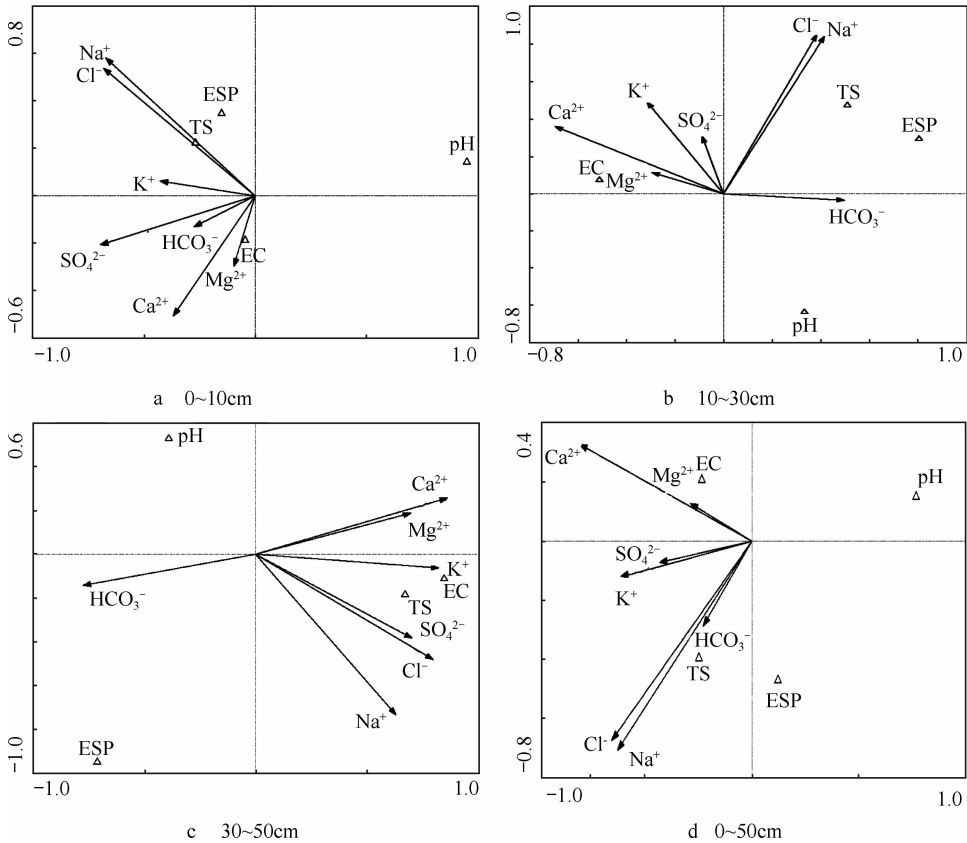 0.8
Na⁺
Cl⁻
ESP
TS
pH
K⁺
HCO₃⁻
SO₄²⁻
EC
Mg²⁺
Ca²⁺
−0.6
−1.0
1.0
a 0~10cm
1.0
Cl⁻
Na⁺
K⁺
TS
Ca²⁺
SO₄²⁻
ESP
EC
Mg²⁺
HCO₃⁻
pH
−0.8
−0.8
1.0
b 10~30cm
0.6
pH
Ca²⁺
Mg²⁺
K⁺
EC
HCO₃⁻
TS
SO₄²⁻
Cl⁻
Na⁺
ESP
−1.0
−1.0
1.0
c 30~50cm
0.4
Ca²⁺
Mg²⁺
EC
pH
SO₄²⁻
K⁺
HCO₃⁻
TS
ESP
Cl⁻
Na⁺
−0.8
−1.0
1.0
d 0~50cm